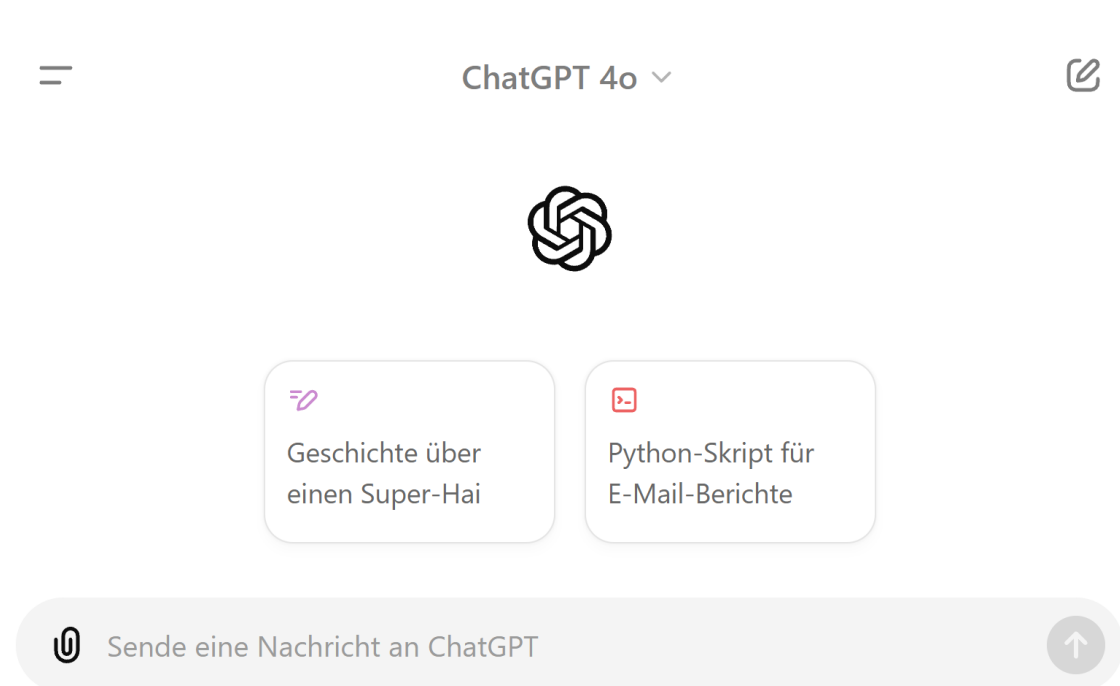 ChatGPT 4o
Geschichte über
einen Super-Hai
Python-Skript für
E-Mail-Berichte
Sende eine Nachricht an ChatGPT